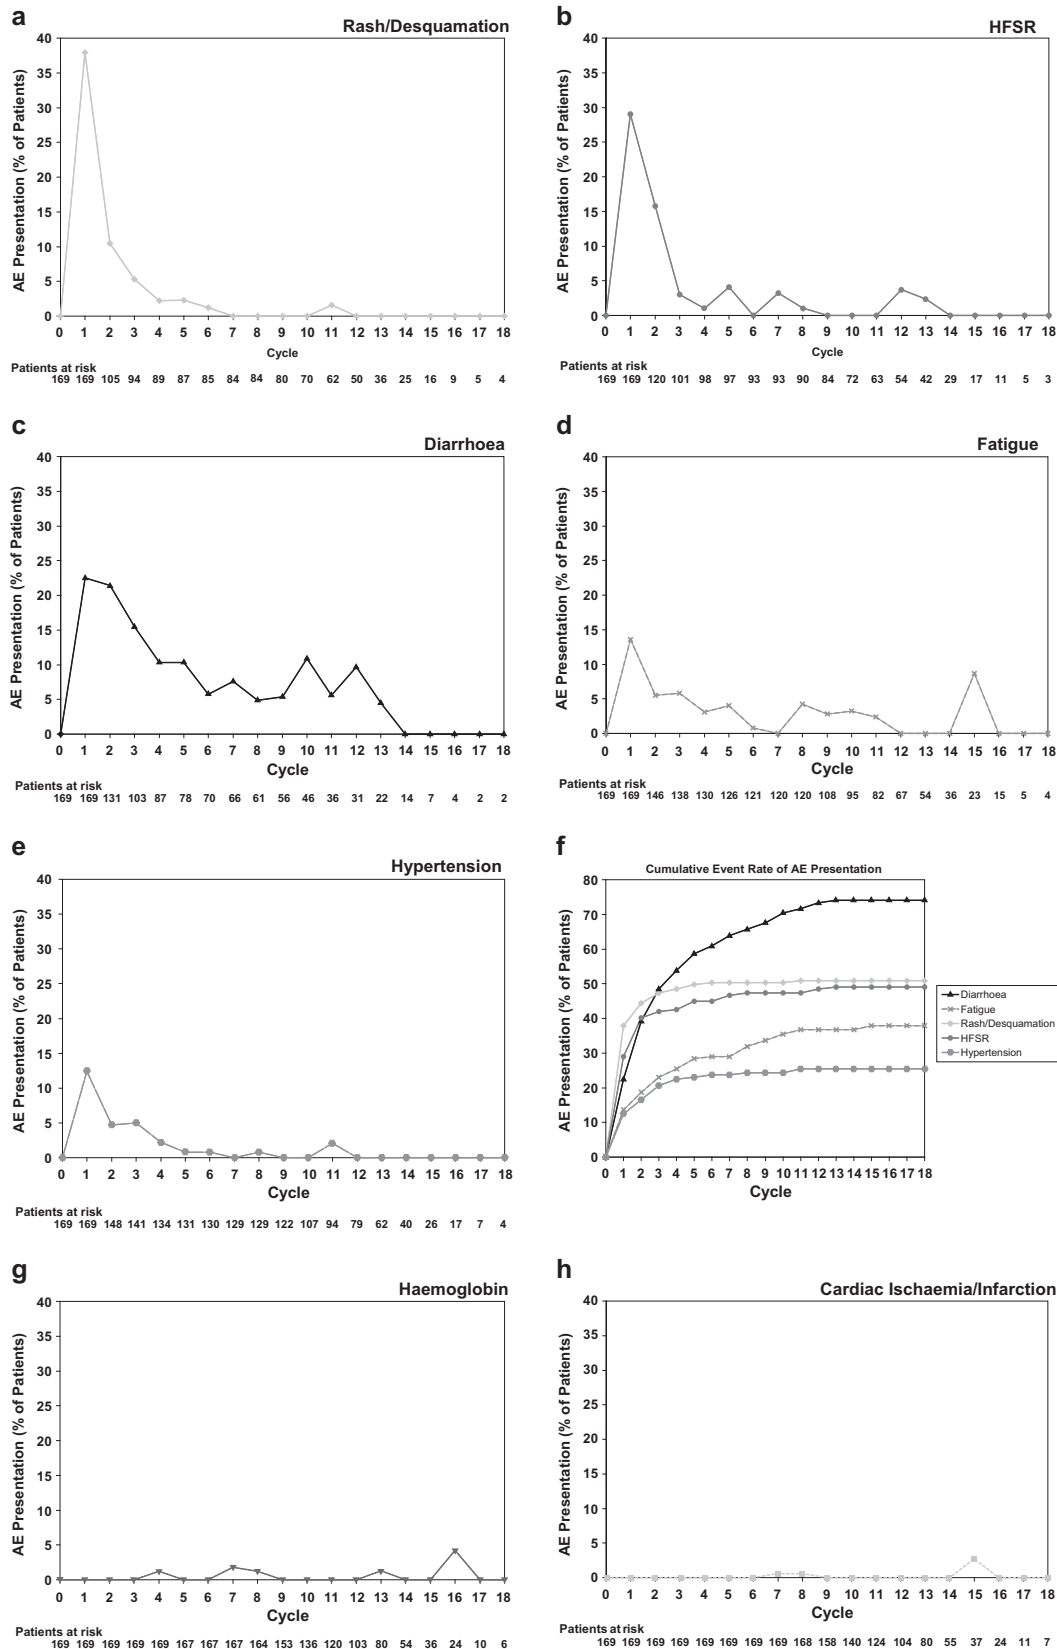 a
Rash/Desquamation
AE Presentation (% of Patients)
40
35
30
25
20
15
10
5
0
0 1 2 3 4 5 6 7 8 9 10 11 12 13 14 15 16 17 18
Cycle
Patients at risk
169 169 105 94 89 87 85 84 84 80 70 62 50 36 25 16 9 5 4
b
HFSR
AE Presentation (% of Patients)
40
35
30
25
20
15
10
5
0
0 1 2 3 4 5 6 7 8 9 10 11 12 13 14 15 16 17 18
Cycle
Patients at risk
169 169 120 101 98 97 93 93 90 84 72 63 54 42 29 17 11 5 3
c
Diarrhoea
AE Presentation (% of Patients)
40
35
30
25
20
15
10
5
0
0 1 2 3 4 5 6 7 8 9 10 11 12 13 14 15 16 17 18
Cycle
Patients at risk
169 169 131 103 87 78 70 66 61 56 46 36 31 22 14 7 4 2 2
d
Fatigue
AE Presentation (% of Patients)
40
35
30
25
20
15
10
5
0
0 1 2 3 4 5 6 7 8 9 10 11 12 13 14 15 16 17 18
Cycle
Patients at risk
169 169 146 138 130 126 121 120 120 108 95 82 67 54 36 23 15 5 4
e
Hypertension
AE Presentation (% of Patients)
40
35
30
25
20
15
10
5
0
0 1 2 3 4 5 6 7 8 9 10 11 12 13 14 15 16 17 18
Cycle
Patients at risk
169 169 148 141 134 131 130 129 129 122 107 94 79 62 40 26 17 7 4
f
Cumulative Event Rate of AE Presentation
AE Presentation (% of Patients)
80
70
60
50
40
30
20
10
0
0 1 2 3 4 5 6 7 8 9 10 11 12 13 14 15 16 17 18
Cycle
Diarrhoea
Fatigue
Rash/Desquamation
HFSR
Hypertension
g
Haemoglobin
AE Presentation (% of Patients)
40
35
30
25
20
15
10
5
0
0 1 2 3 4 5 6 7 8 9 10 11 12 13 14 15 16 17 18
Cycle
Patients at risk
169 169 169 169 169 167 167 167 164 153 136 120 103 80 54 36 24 10 6
h
Cardiac Ischaemia/Infarction
AE Presentation (% of Patients)
40
35
30
25
20
15
10
5
0
0 1 2 3 4 5 6 7 8 9 10 11 12 13 14 15 16 17 18
Cycle
Patients at risk
169 169 169 169 169 169 169 169 168 158 140 124 104 80 55 37 24 11 7